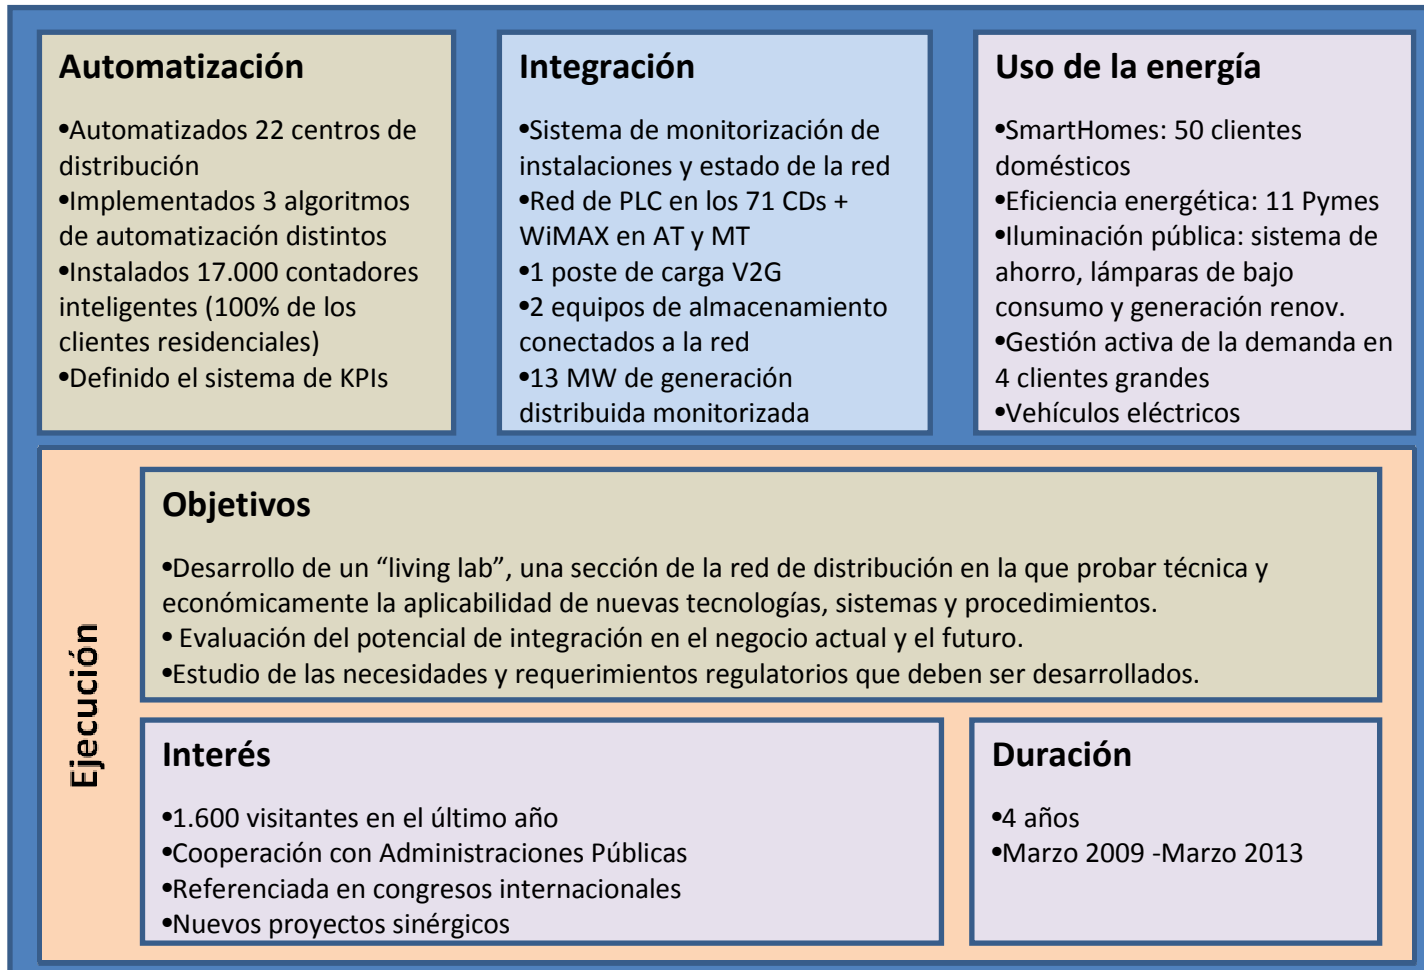 Automatización
•Automatizados 22 centros de
distribución
•Implementados 3 algoritmos
de automatización distintos
•Instalados 17.000 contadores
inteligentes (100% de los
clientes residenciales)
•Definido el sistema de KPIs
Integración
•Sistema de monitorización de
instalaciones y estado de la red
•Red de PLC en los 71 CDs +
WiMAX en AT y MT
•1 poste de carga V2G
•2 equipos de almacenamiento
conectados a la red
•13 MW de generación
distribuida monitorizada
Uso de la energía
•SmartHomes: 50 clientes
domésticos
•Eficiencia energética: 11 Pymes
•Iluminación pública: sistema de
ahorro, lámparas de bajo
consumo y generación renov.
•Gestión activa de la demanda en
4 clientes grandes
•Vehículos eléctricos
Ejecución
Objetivos
•Desarrollo de un “living lab”, una sección de la red de distribución en la que probar técnica y
económicamente la aplicabilidad de nuevas tecnologías, sistemas y procedimientos.
• Evaluación del potencial de integración en el negocio actual y el futuro.
•Estudio de las necesidades y requerimientos regulatorios que deben ser desarrollados.
Interés
•1.600 visitantes en el último año
•Cooperación con Administraciones Públicas
•Referenciada en congresos internacionales
•Nuevos proyectos sinérgicos
Duración
•4 años
•Marzo 2009 -Marzo 2013